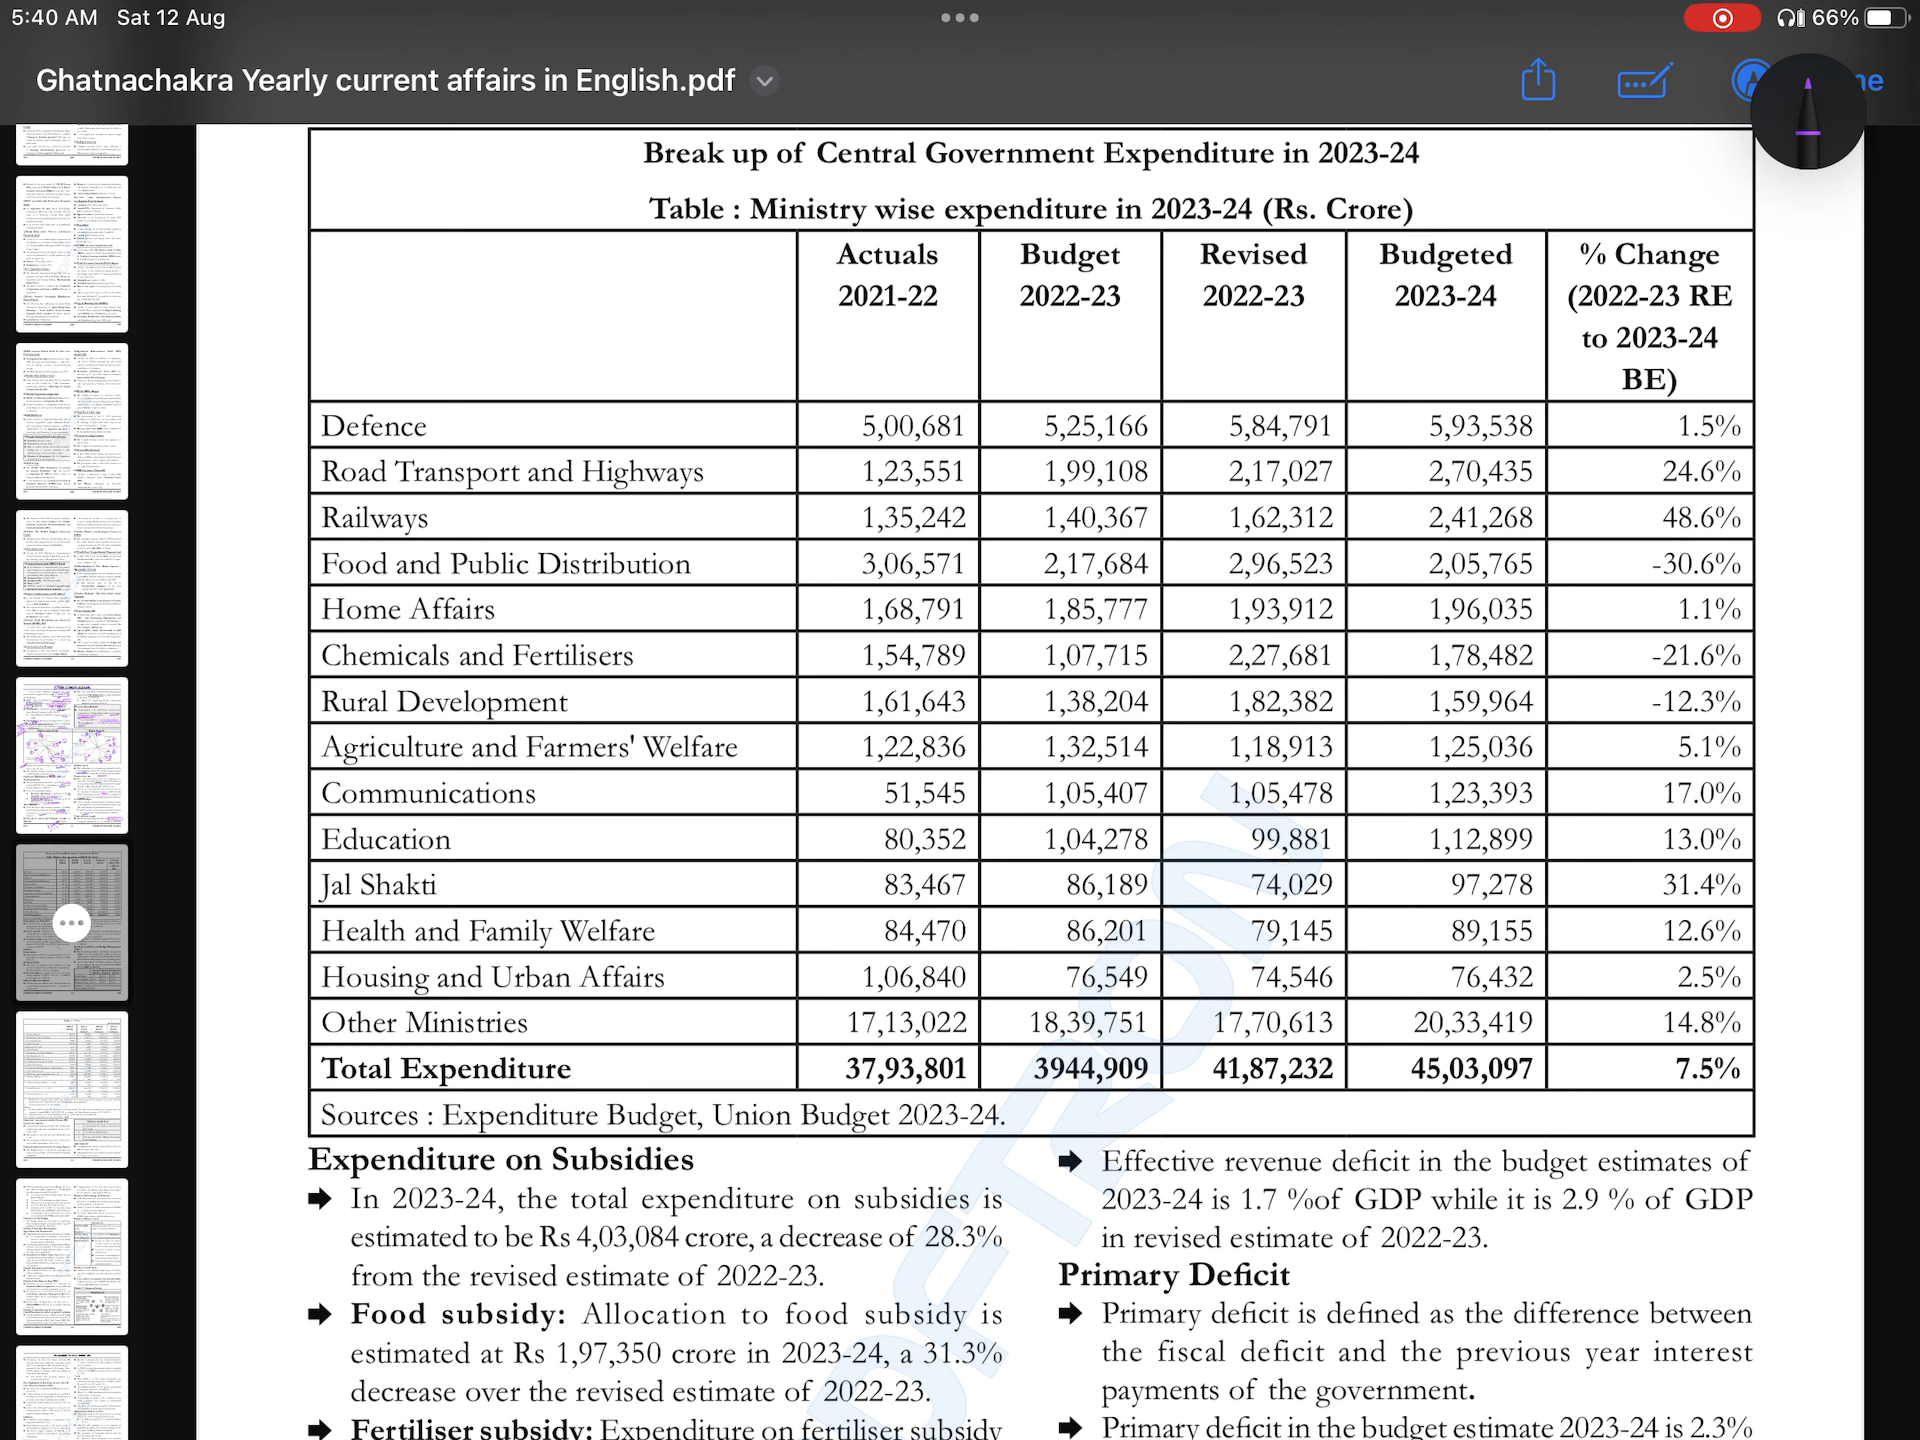 5:40 AM Sat 12 Aug
66%
Ghatnachakra Yearly current affairs in English.pdf
Break up of Central Government Expenditure in 2023-24
Table : Ministry wise expenditure in 2023-24 (Rs. Crore)
Actuals 2021-22 Budget 2022-23 Revised 2022-23 Budgeted 2023-24 % Change (2022-23 RE to 2023-24 BE)
Defence 5,00,681 5,25,166 5,84,791 5,93,538 1.5%
Road Transport and Highways 1,23,551 1,99,108 2,17,027 2,70,435 24.6%
Railways 1,35,242 1,40,367 1,62,312 2,41,268 48.6%
Food and Public Distribution 3,06,571 2,17,684 2,96,523 2,05,765 -30.6%
Home Affairs 1,68,791 1,85,777 1,93,912 1,96,035 1.1%
Chemicals and Fertilisers 1,54,789 1,07,715 2,27,681 1,78,482 -21.6%
Rural Development 1,61,643 1,38,204 1,82,382 1,59,964 -12.3%
Agriculture and Farmers' Welfare 1,22,836 1,32,514 1,18,913 1,25,036 5.1%
Communications 51,545 1,05,407 1,05,478 1,23,393 17.0%
Education 80,352 1,04,278 99,881 1,12,899 13.0%
Jal Shakti 83,467 86,189 74,029 97,278 31.4%
Health and Family Welfare 84,470 86,201 79,145 89,155 12.6%
Housing and Urban Affairs 1,06,840 76,549 74,546 76,432 2.5%
Other Ministries 17,13,022 18,39,751 17,70,613 20,33,419 14.8%
Total Expenditure 37,93,801 3944,909 41,87,232 45,03,097 7.5%
Sources : Expenditure Budget, Union Budget 2023-24.
Expenditure on Subsidies
In 2023-24, the total expenditure on subsidies is
estimated to be Rs 4,03,084 crore, a decrease of 28.3%
from the revised estimate of 2022-23.
Food subsidy: Allocation to food subsidy is
estimated at Rs 1,97,350 crore in 2023-24, a 31.3%
decrease over the revised estimate of 2022-23.
Fertiliser subsidy: Expenditure on fertiliser subsidy
Effective revenue deficit in the budget estimates of
2023-24 is 1.7 %of GDP while it is 2.9 % of GDP
in revised estimate of 2022-23.
Primary Deficit
Primary deficit is defined as the difference between
the fiscal deficit and the previous year interest
payments of the government.
Primary deficit in the budget estimate 2023-24 is 2.3%